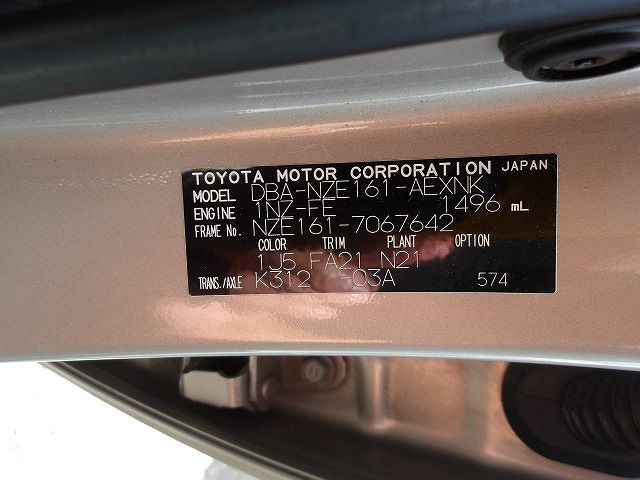 TOYOTA MOTOR CORPORATION JAPAN
MODEL DBA-NZE161-AEXNK
ENGINE 1NZ-FE 1496 mL
FRAME No. NZE161-7067642
COLOR TRIM PLANT OPTION
1J5 FA21 N21
TRANS./AXLE K312 -03A 574